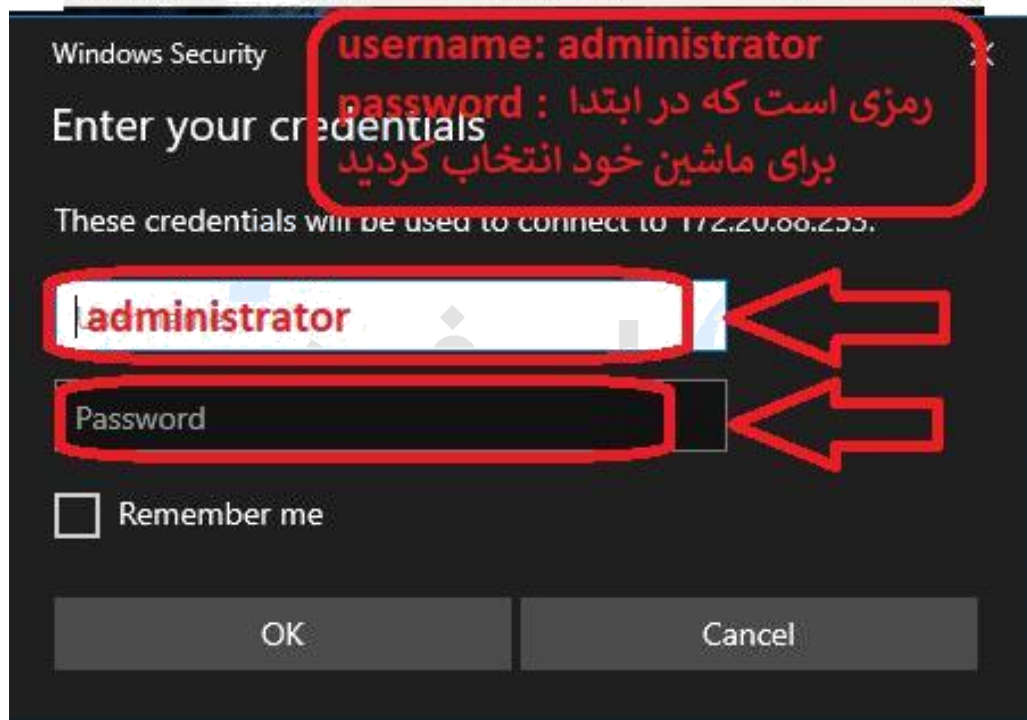 Windows Security
username: administrator
password : رمزی است که در ابتدا
برای ماشین خود انتخاب کردید
Enter your credentials
These credentials will be used to connect to 172.20.88.253.
administrator
Password
Remember me
OK
Cancel